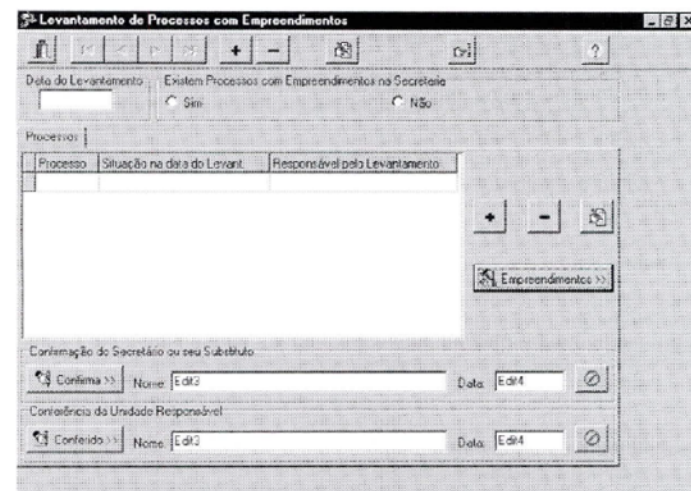 Levantamento de Processos com Empreendimentos
?
Data do Levantamento
Existem Processos com Empreendimentos na Secretaria
Sim
Não
Processos
Processo
Situação na data do Levant.
Responsável pelo Levantamento
Empreendimentos >>
Confirmação do Secretário ou seu Substituto
Confirma >> Nome: Edit3 Data: Edit4
Conferência da Unidade Responsável
Conferido >> Nome: Edit3 Data: Edit4